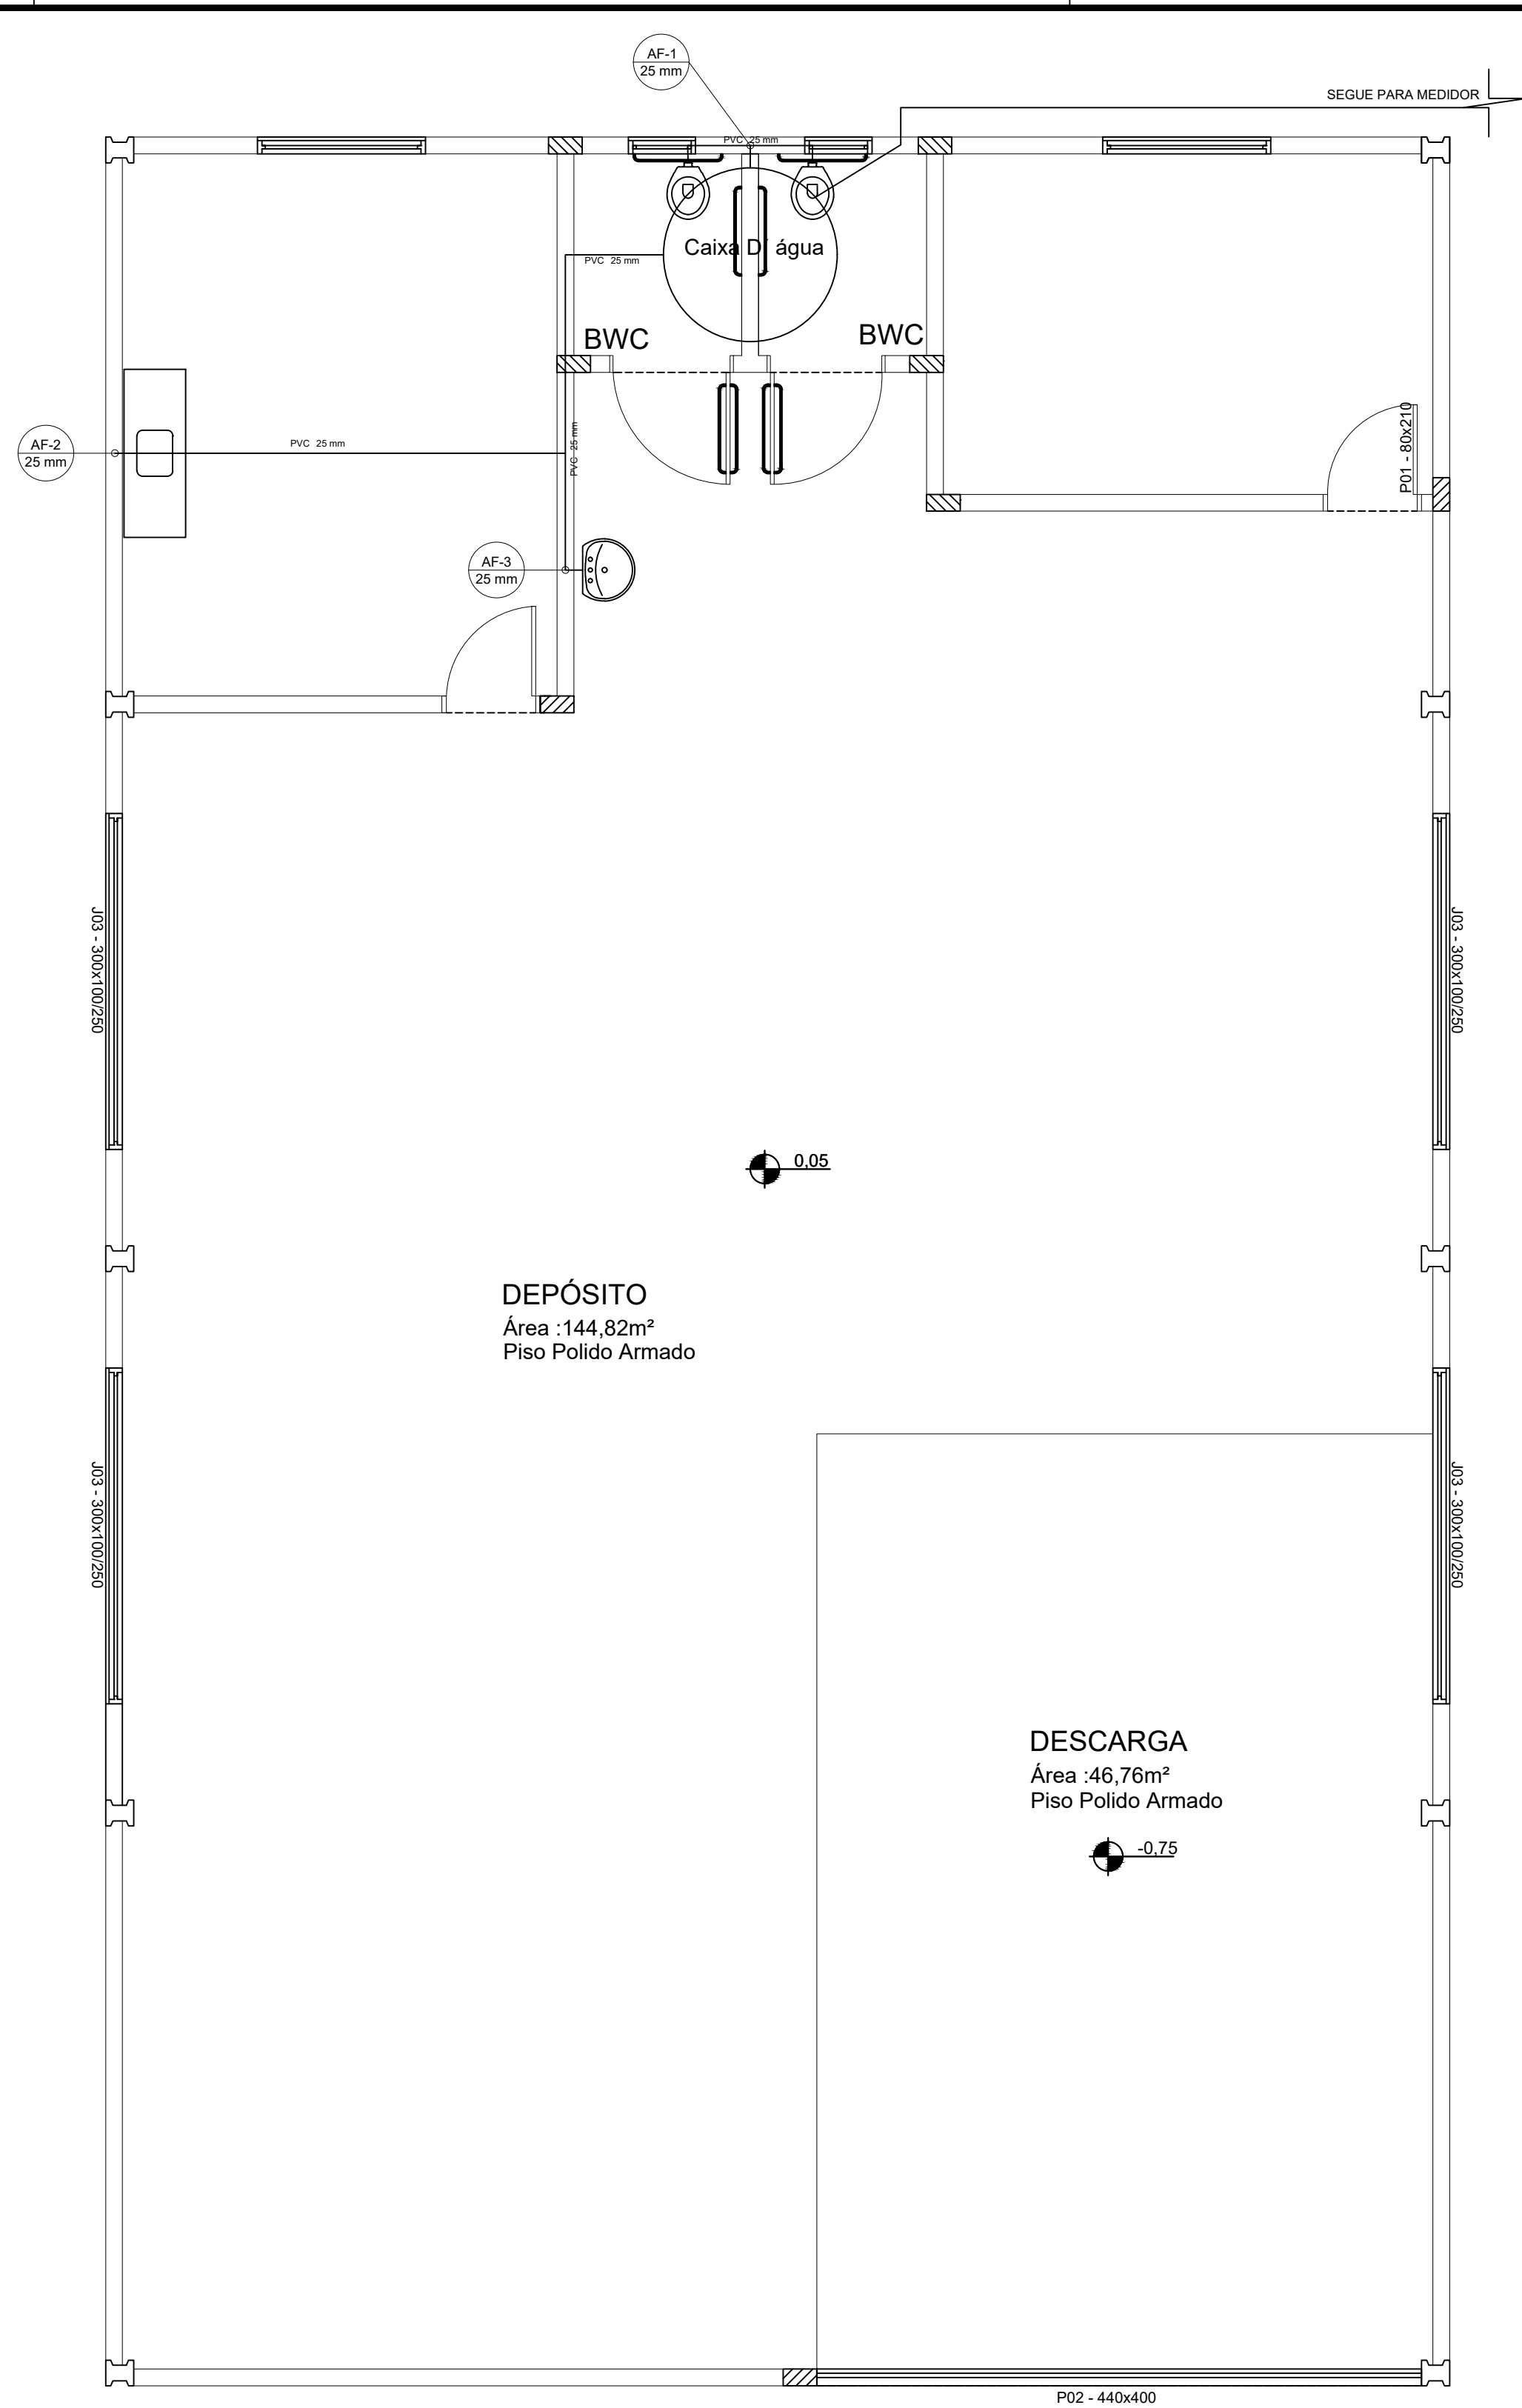 AF-1
25 mm
SEGUE PARA MEDIDOR
PVC 25 mm
Caixa D´ água
PVC 25 mm
BWC
BWC
P01 - 80x210
AF-2
25 mm
PVC 25 mm
PVC 25 mm
AF-3
25 mm
J03 - 300x100/250
J03 - 300x100/250
0,05
DEPÓSITO
Área :144,82m²
Piso Polido Armado
J03 - 300x100/250
J03 - 300x100/250
DESCARGA
Área :46,76m²
Piso Polido Armado
-0,75
P02 - 440x400